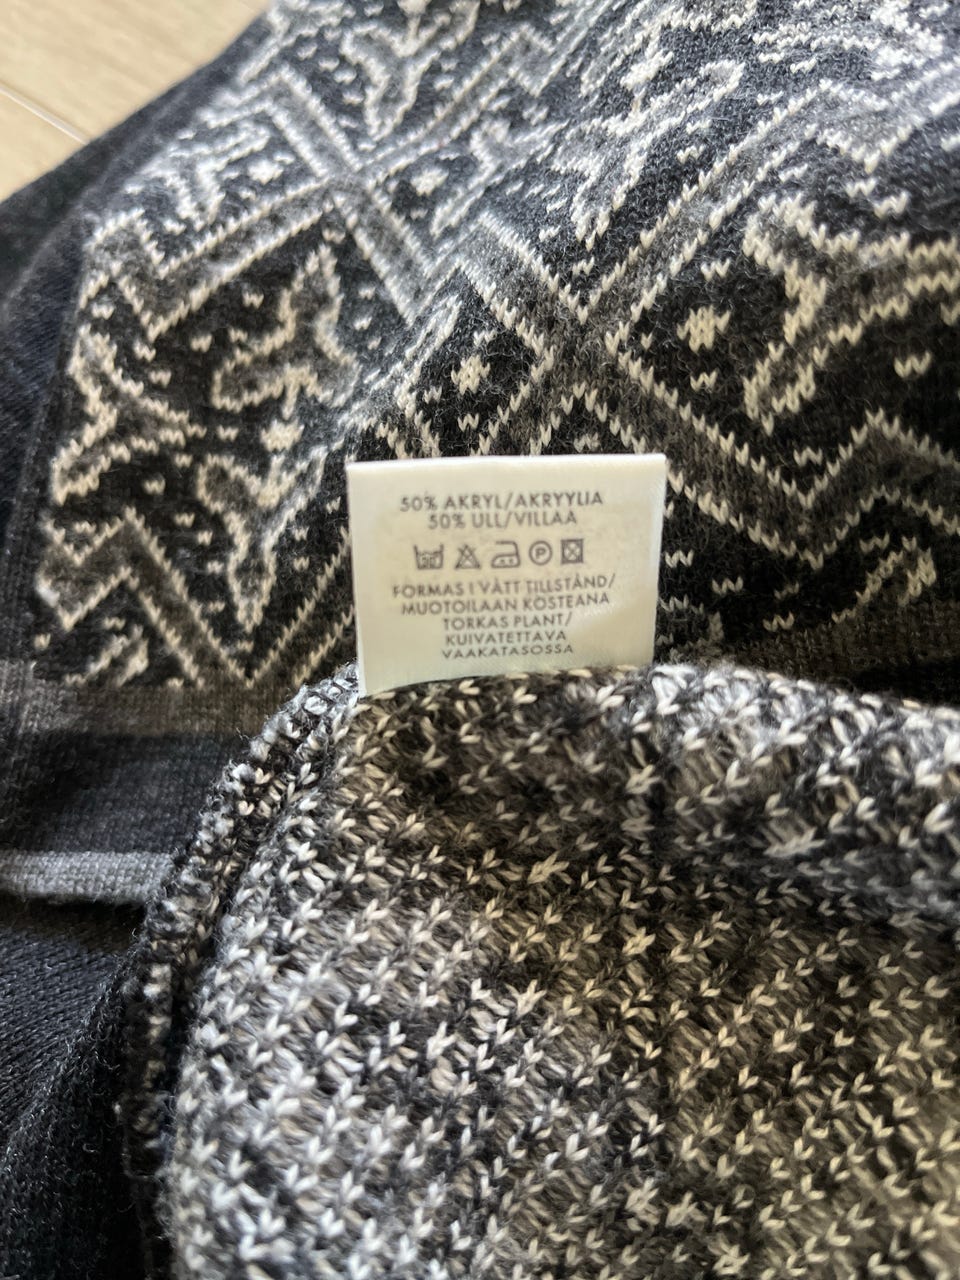 50% AKRYL/AKRYYLIA
50% ULL/VILLAA
P
FORMAS I VÅTT TILLSTÅND/
MUOTOILAAN KOSTEANA
TORKAS PLANT/
KUIVATETTAVA
VAAKATASOSSA